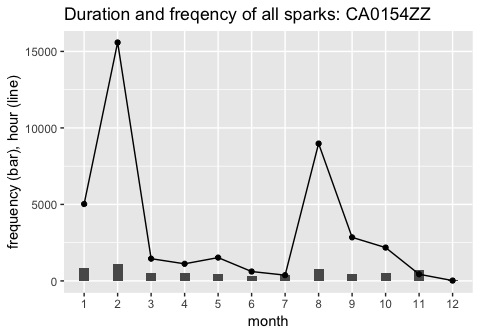 Duration and freqency of all sparks: CA0154ZZ
frequency (bar), hour (line)
15000
10000
5000
0
1 2 3 4 5 6 7 8 9 10 11 12
month